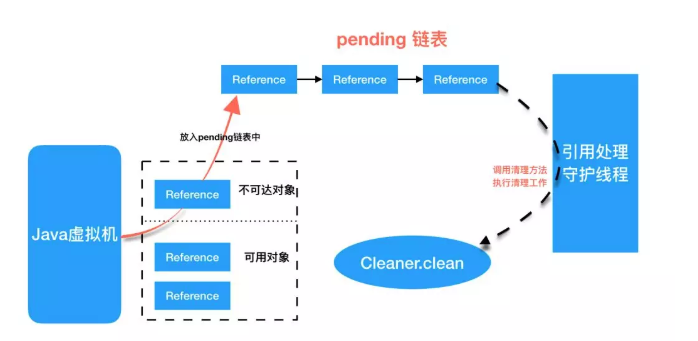 pending 链表
Reference
Reference
Reference
放入pending链表中
Java虚拟机
Reference
不可达对象
Reference
可用对象
Reference
调用清理方法
执行清理工作
引用处理
守护线程
Cleaner.clean